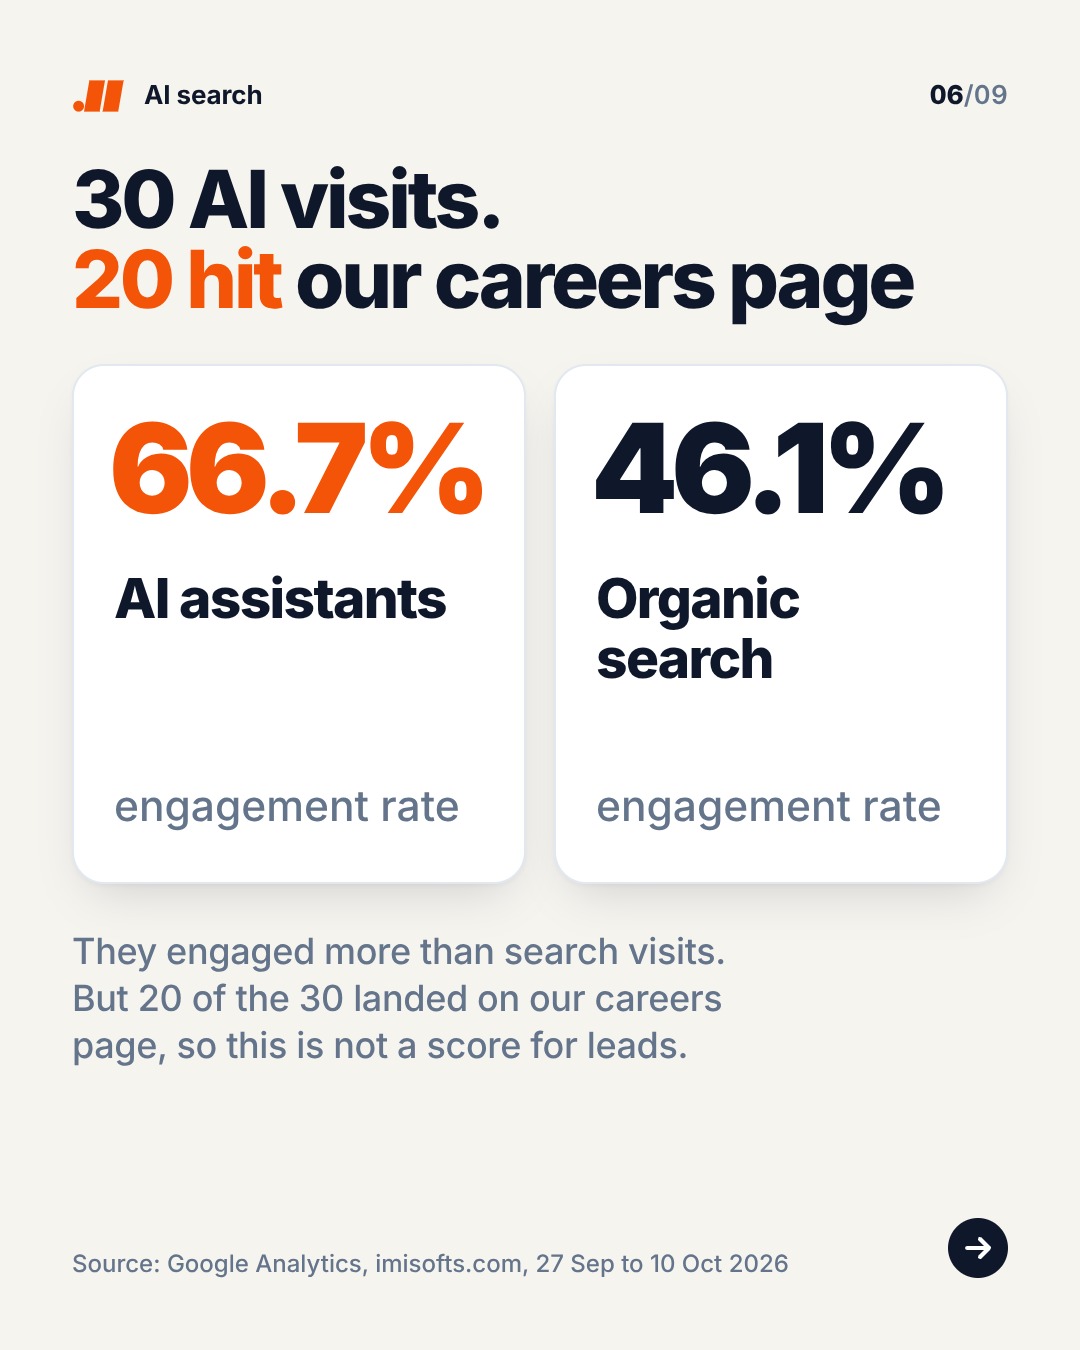 AI search
06/09
30 AI visits.
20 hit our careers page
66.7%
AI assistants
engagement rate
46.1%
Organic
search
engagement rate
They engaged more than search visits.
But 20 of the 30 landed on our careers
page, so this is not a score for leads.
Source: Google Analytics, imisofts.com, 27 Sep to 10 Oct 2026